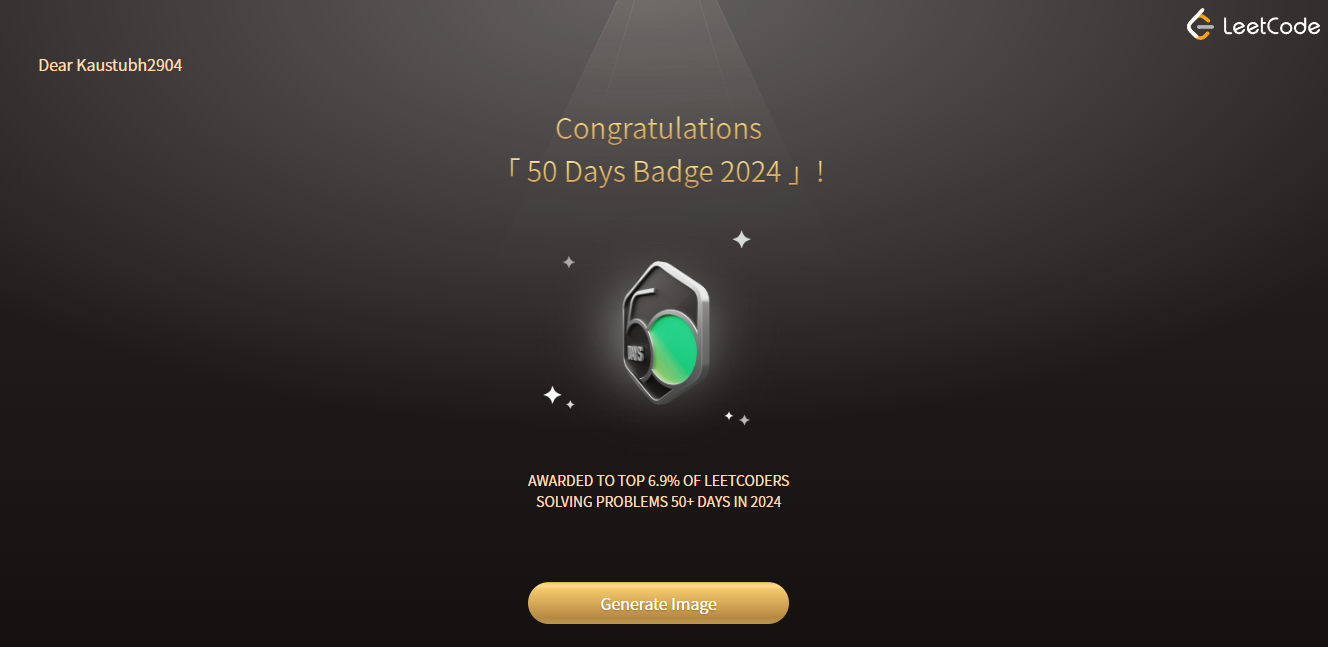 LeetCode
Dear Kaustubh2904
Congratulations
「 50 Days Badge 2024 」!
DAYS
AWARDED TO TOP 6.9% OF LEETCODERS
SOLVING PROBLEMS 50+ DAYS IN 2024
Generate Image